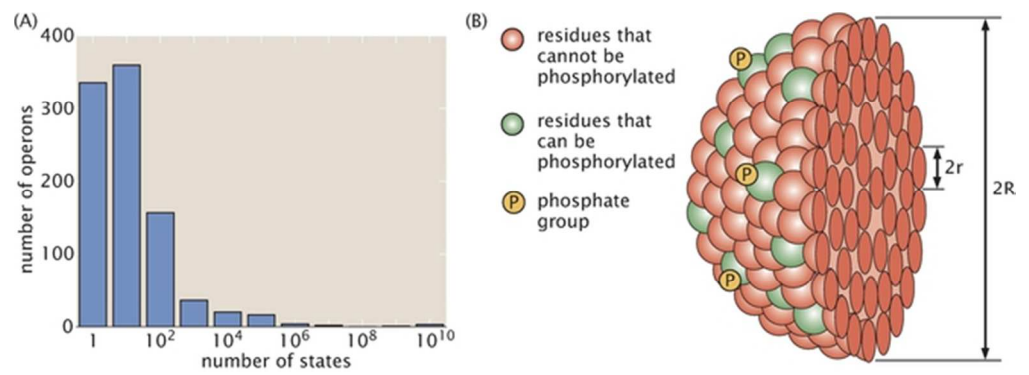 (A)
400
300
200
100
0
number of operons
1 10² 10⁴ 10⁶ 10⁸ 10¹⁰
number of states
(B)
residues that
cannot be
phosphorylated
residues that
can be
phosphorylated
P phosphate
group
P
P
P
2r
2R